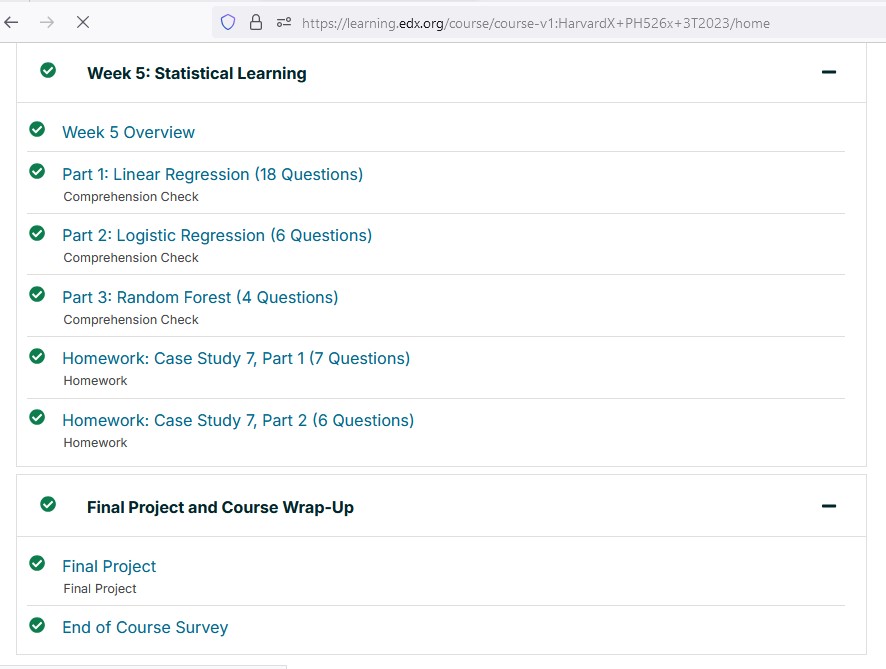 https://learning.edx.org/course/course-v1:HarvardX+PH526x+3T2023/home
Week 5: Statistical Learning
Week 5 Overview
Part 1: Linear Regression (18 Questions)
Comprehension Check
Part 2: Logistic Regression (6 Questions)
Comprehension Check
Part 3: Random Forest (4 Questions)
Comprehension Check
Homework: Case Study 7, Part 1 (7 Questions)
Homework
Homework: Case Study 7, Part 2 (6 Questions)
Homework
Final Project and Course Wrap-Up
Final Project
Final Project
End of Course Survey